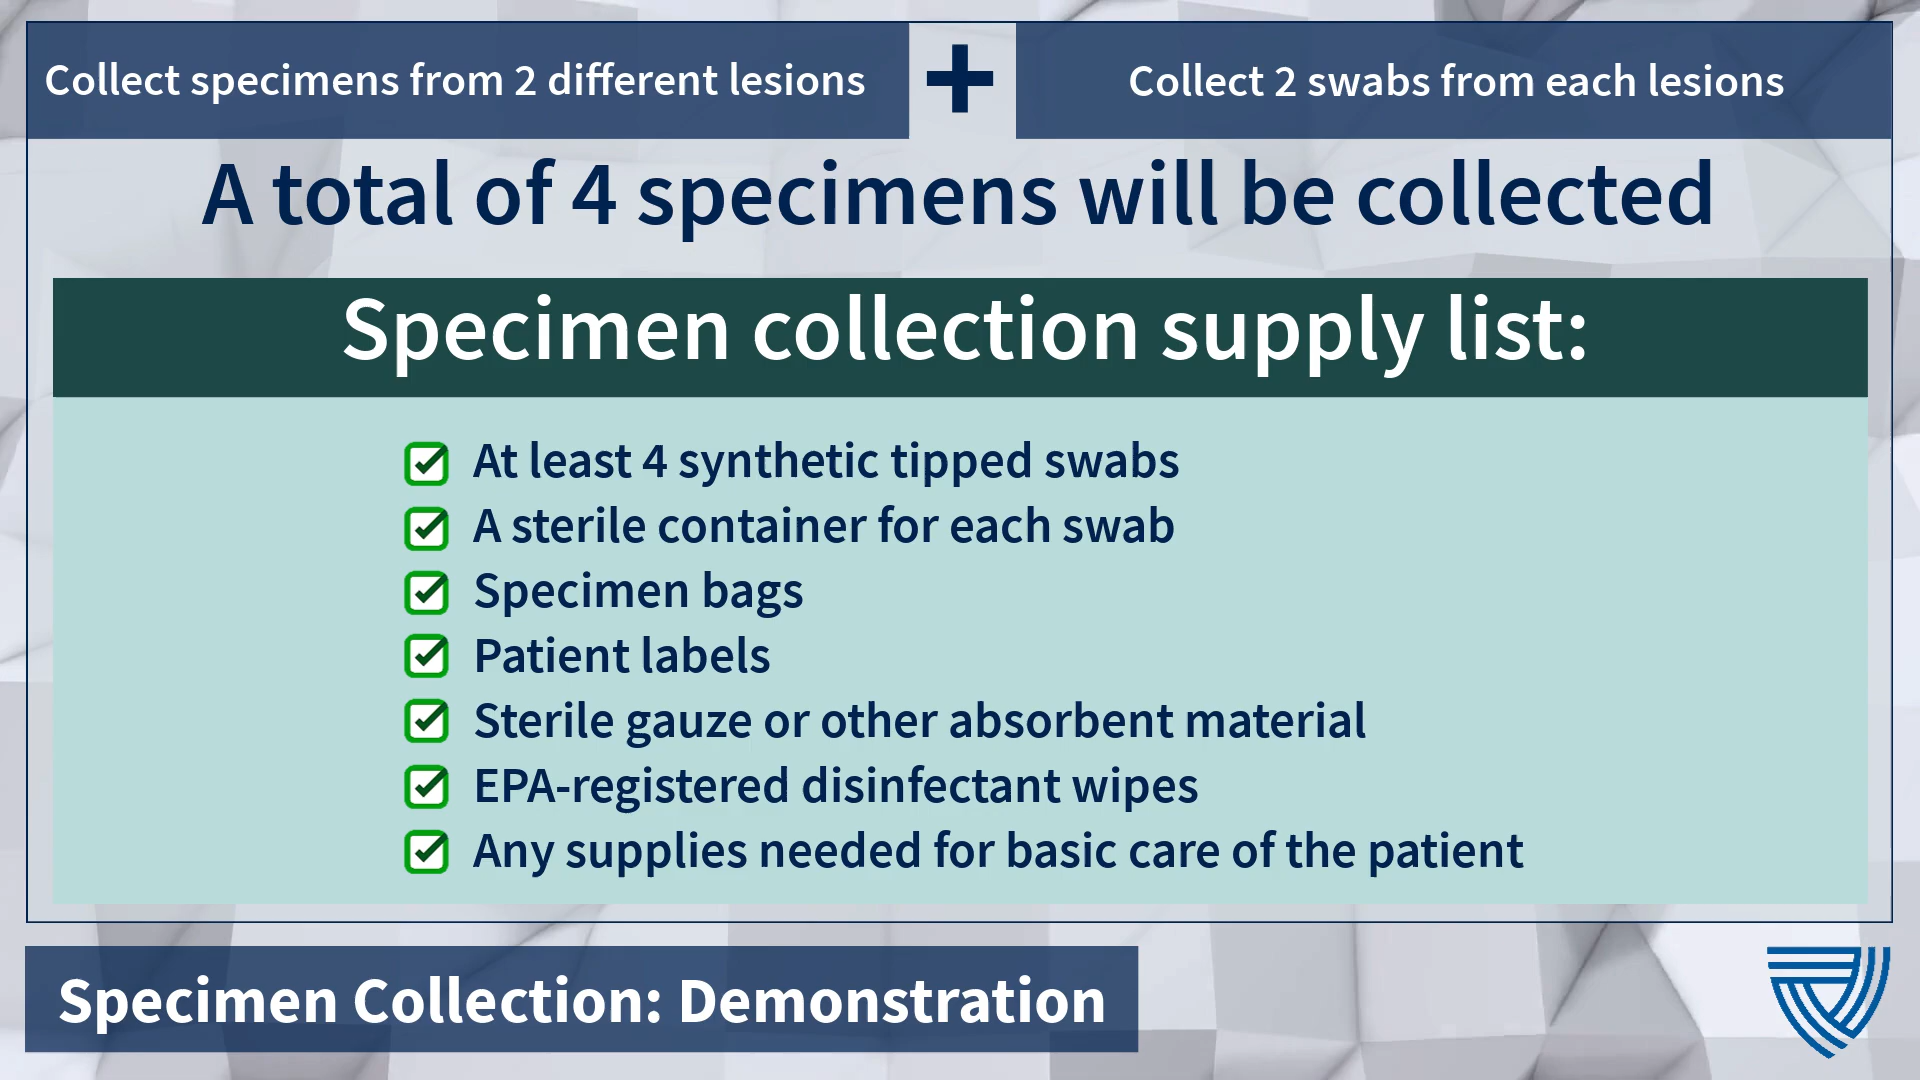 Collect specimens from 2 different lesions
+
Collect 2 swabs from each lesions
A total of 4 specimens will be collected
Specimen collection supply list:
At least 4 synthetic tipped swabs
A sterile container for each swab
Specimen bags
Patient labels
Sterile gauze or other absorbent material
EPA-registered disinfectant wipes
Any supplies needed for basic care of the patient
Specimen Collection: Demonstration